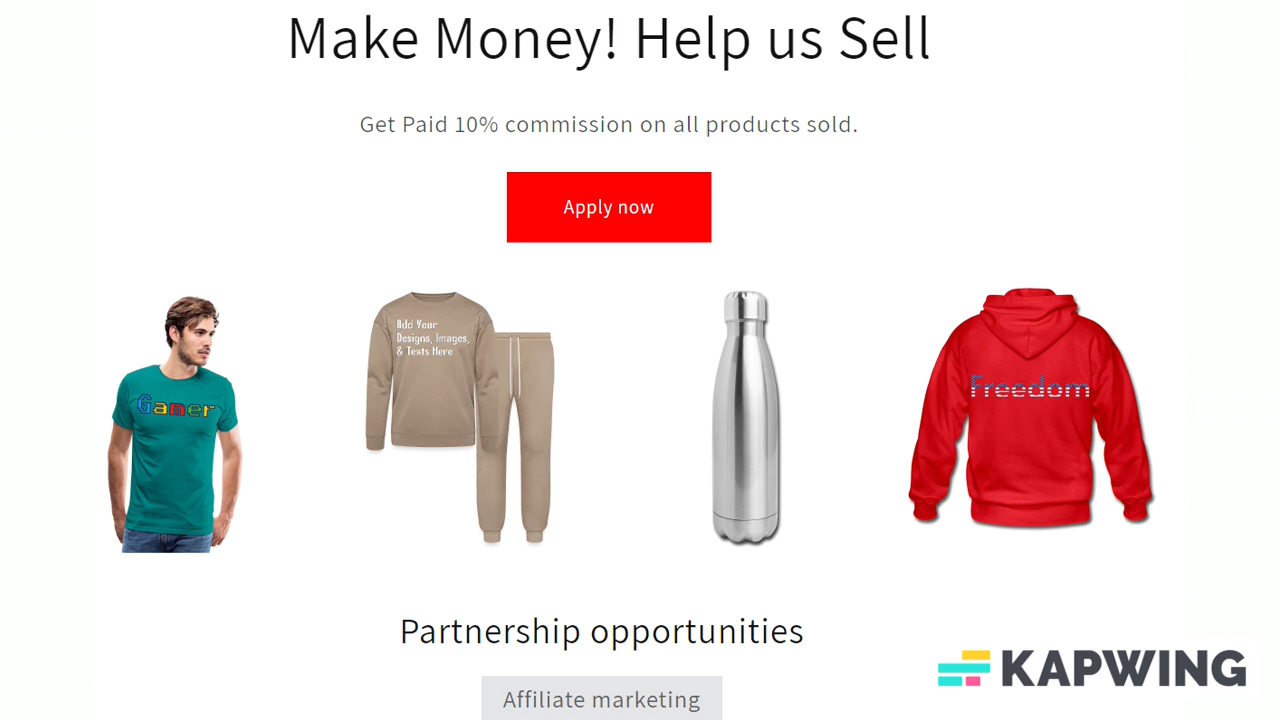 Make Money! Help us Sell
Get Paid 10% commission on all products sold.
Apply now
Gamer
Add Your
Designs, Images,
& Texts Here
Freedom
Partnership opportunities
Affiliate marketing
KAPWING